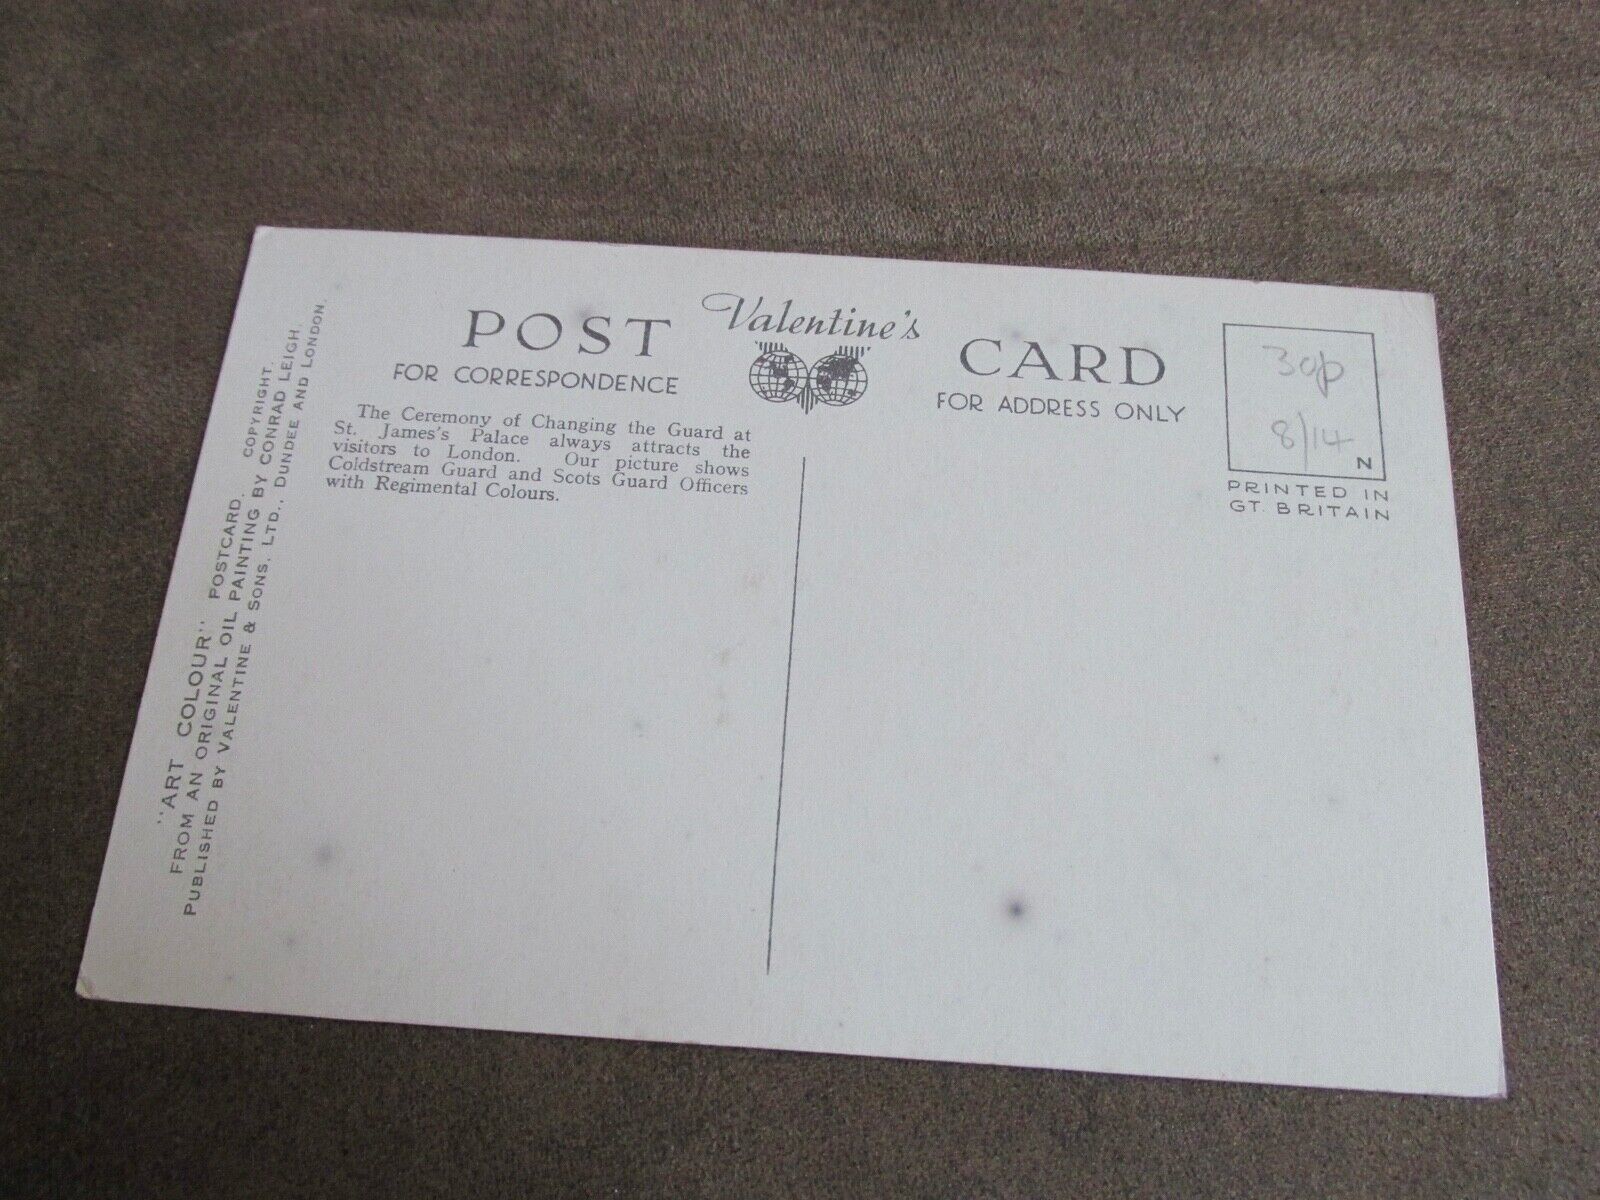 POST Valentine's CARD
FOR CORRESPONDENCE
FOR ADDRESS ONLY
The Ceremony of Changing the Guard at
St. James's Palace always attracts the
visitors to London. Our picture shows
Coldstream Guard and Scots Guard Officers
with Regimental Colours.
30p
8/14
N
PRINTED IN
GT. BRITAIN
"ART COLOUR" POSTCARD. COPYRIGHT.
FROM AN ORIGINAL OIL PAINTING BY CONRAD LEIGH.
PUBLISHED BY VALENTINE & SONS, LTD., DUNDEE AND LONDON.